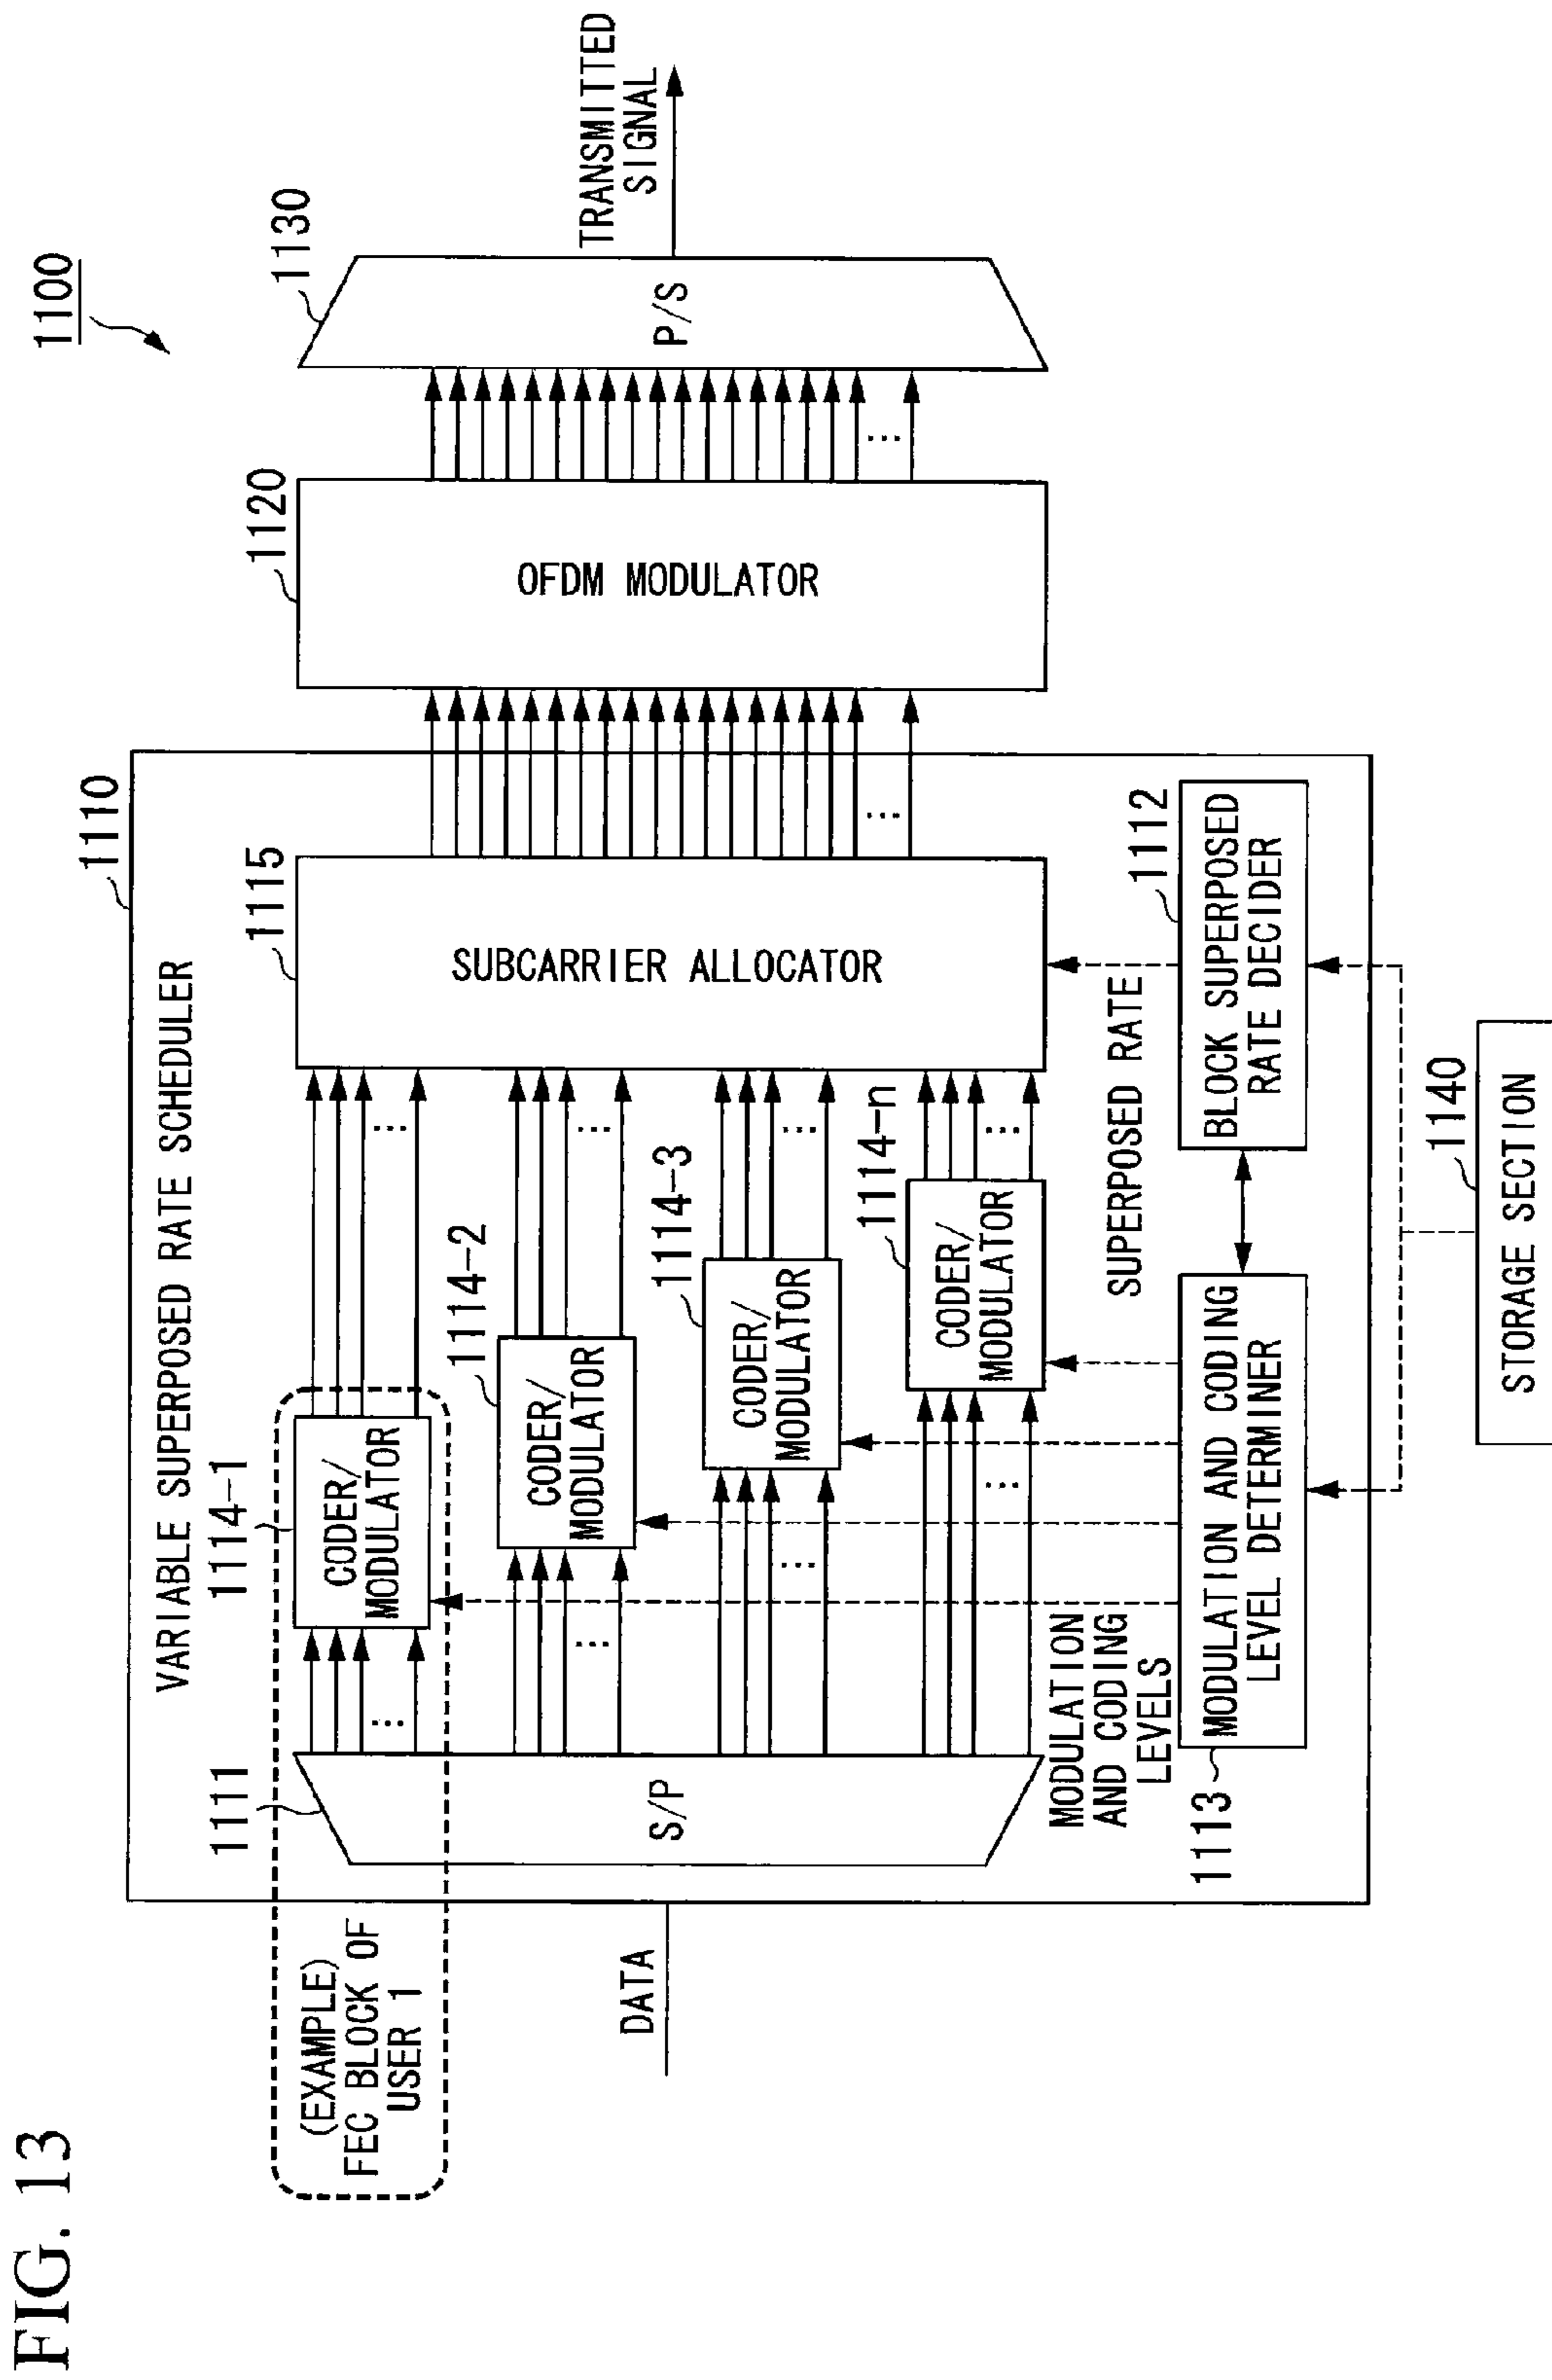 FIG. 13
1100
1110
VARIABLE SUPERPOSED RATE SCHEDULER
(EXAMPLE)
FEC BLOCK OF
USER 1
1111
1114-1
1115
1120
1130
CODER/
MODULATOR
...
...
1114-2
CODER/
MODULATOR
...
...
DATA
S/P
SUBCARRIER ALLOCATOR
OFDM MODULATOR
P/S
TRANSMITTED
SIGNAL
1114-3
CODER/
MODULATOR
...
...
1114-n
CODER/
MODULATOR
...
...
...
...
MODULATION
AND CODING
LEVELS
SUPERPOSED RATE
1113
MODULATION AND CODING
LEVEL DETERMINER
1112
BLOCK SUPERPOSED
RATE DECIDER
1140
STORAGE SECTION